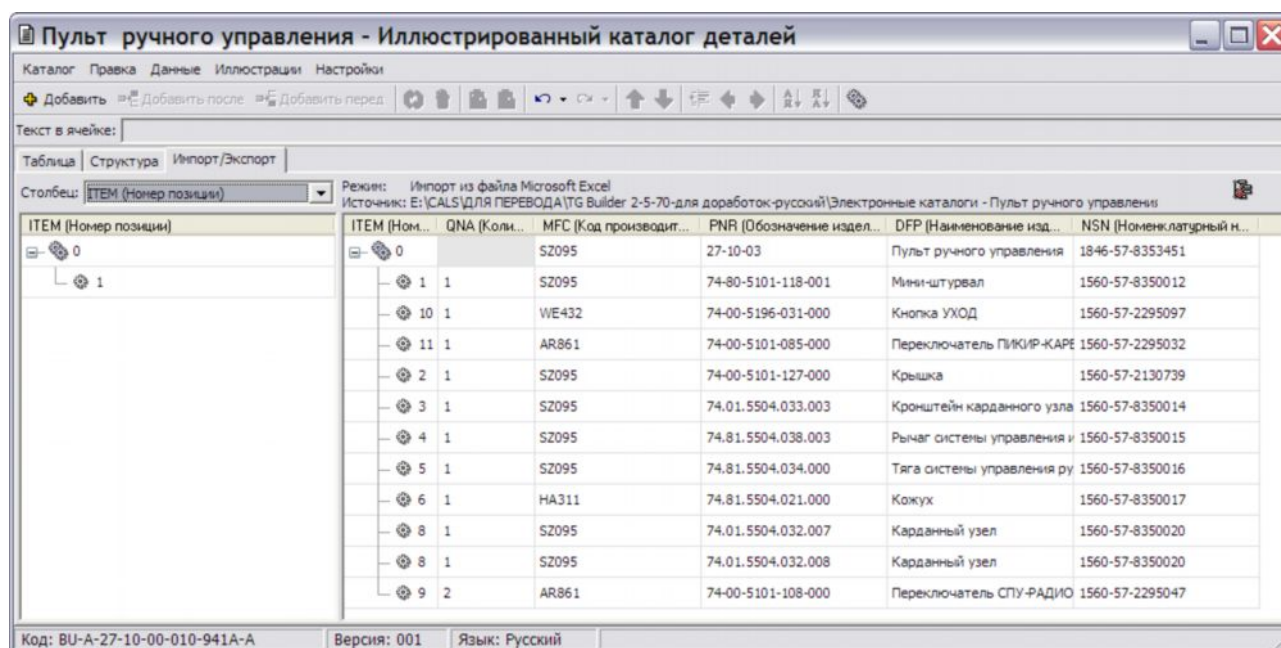 Пульт ручного управления - Иллюстрированный каталог деталей
Каталог Правка Данные Иллюстрации Настройки
Добавить Добавить после Добавить перед
Текст в ячейке:
Таблица Структура Импорт/Экспорт
Столбец: ITEM (Номер позиции)
Режим: Импорт из файла Microsoft Excel
Источник: E:\CALS\ДЛЯ ПЕРЕВОДА\TG Builder 2-5-70-для доработок-русский\Электронные каталоги - Пульт ручного управления
ITEM (Номер позиции)
0
1
ITEM (Ном... QNA (Коли... MFC (Код производит... PNR (Обозначение издел... DFP (Наименование изд... NSN (Номенклатурный н...
0 SZ095 27-10-03 Пульт ручного управления 1846-57-8353451
1 1 SZ095 74-80-5101-118-001 Мини-штурвал 1560-57-8350012
10 1 WE432 74-00-5196-031-000 Кнопка УХОД 1560-57-2295097
11 1 AR861 74-00-5101-085-000 Переключатель ПИКИР-КАРЕ 1560-57-2295032
2 1 SZ095 74-00-5101-127-000 Крышка 1560-57-2130739
3 1 SZ095 74.01.5504.033.003 Кронштейн карданного узла 1560-57-8350014
4 1 SZ095 74.81.5504.038.003 Рычаг системы управления и 1560-57-8350015
5 1 SZ095 74.81.5504.034.000 Тяга системы управления ру 1560-57-8350016
6 1 HA311 74.81.5504.021.000 Кожух 1560-57-8350017
8 1 SZ095 74.01.5504.032.007 Карданный узел 1560-57-8350020
8 1 SZ095 74.01.5504.032.008 Карданный узел 1560-57-8350020
9 2 AR861 74-00-5101-108-000 Переключатель СПУ-РАДИО 1560-57-2295047
Код: BU-A-27-10-00-010-941A-A Версия: 001 Язык: Русский